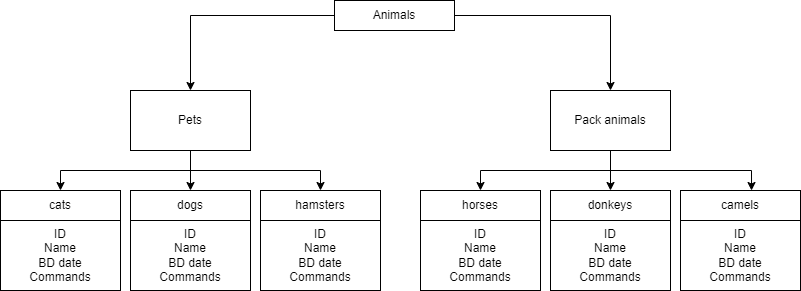 Animals
Pets
Pack animals
cats
ID
Name
BD date
Commands
dogs
ID
Name
BD date
Commands
hamsters
ID
Name
BD date
Commands
horses
ID
Name
BD date
Commands
donkeys
ID
Name
BD date
Commands
camels
ID
Name
BD date
Commands